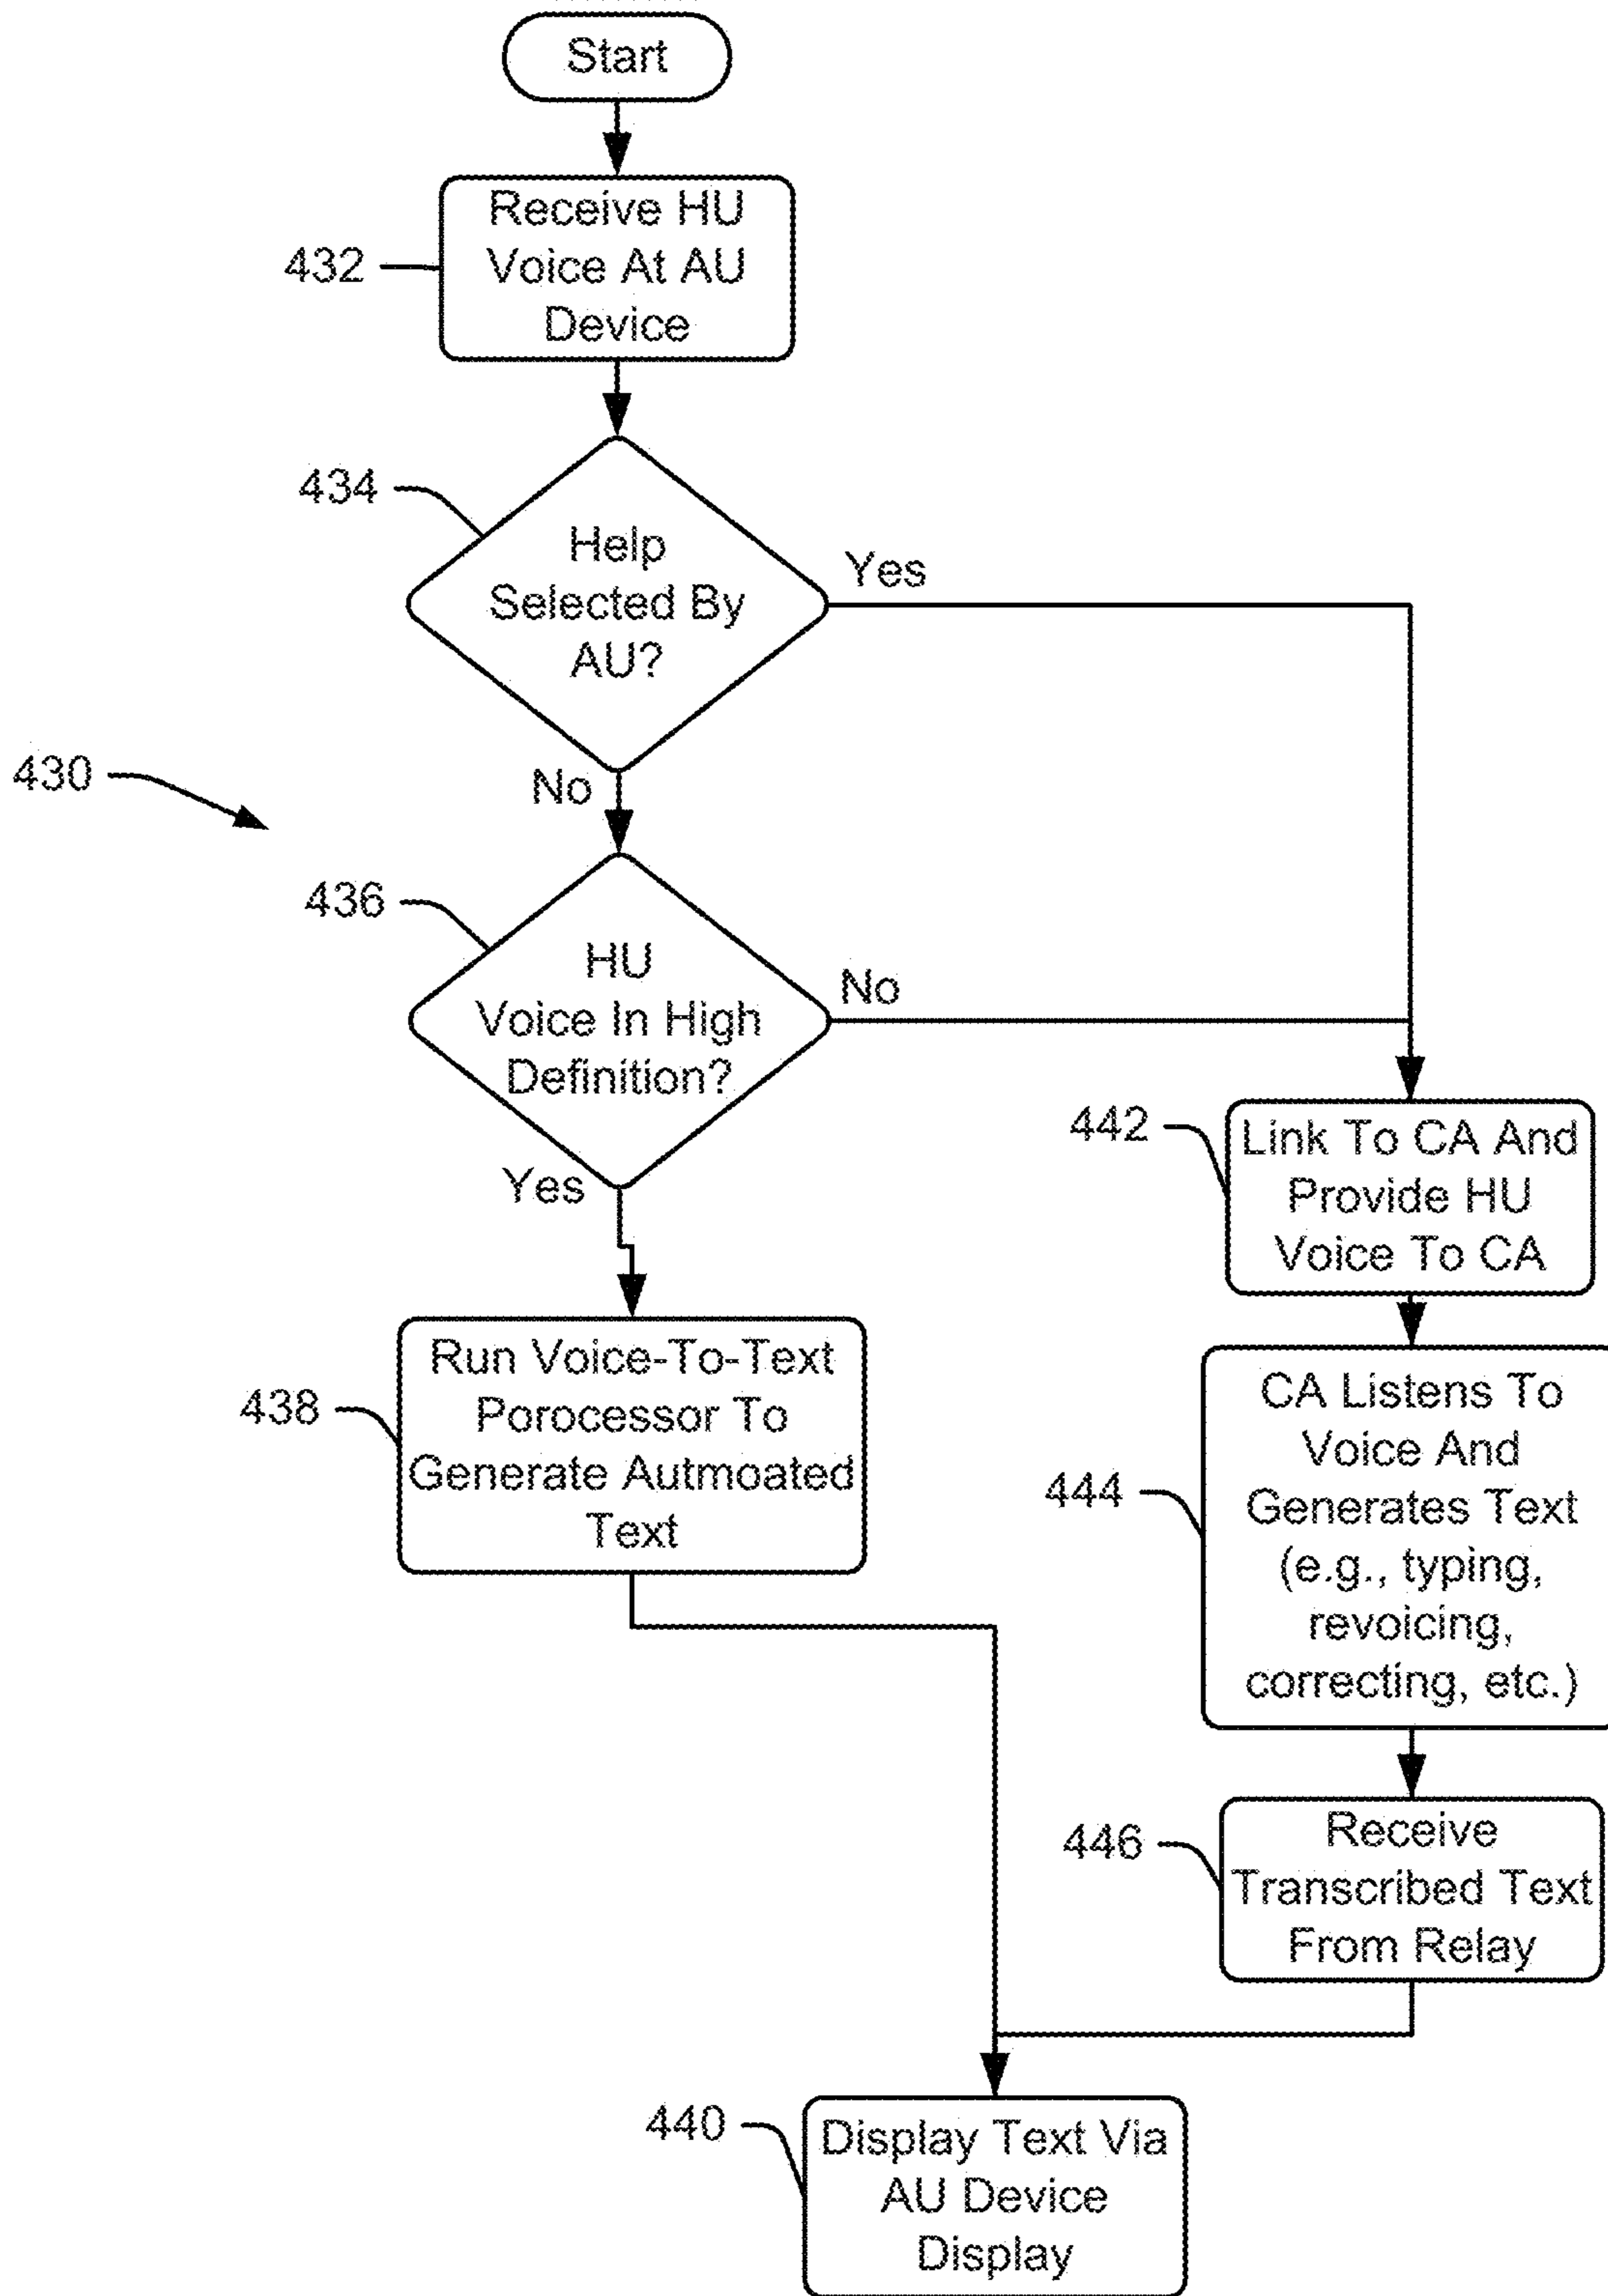 Start
Receive HU
Voice At AU
Device
432
434
Help
Selected By
AU?
Yes
No
430
436
HU
Voice In High
Definition?
No
Yes
442
Link To CA And
Provide HU
Voice To CA
438
Run Voice-To-Text
Porocessor To
Generate Autmoated
Text
444
CA Listens To
Voice And
Generates Text
(e.g., typing,
revoicing,
correcting, etc.)
446
Receive
Transcribed Text
From Relay
440
Display Text Via
AU Device
Display